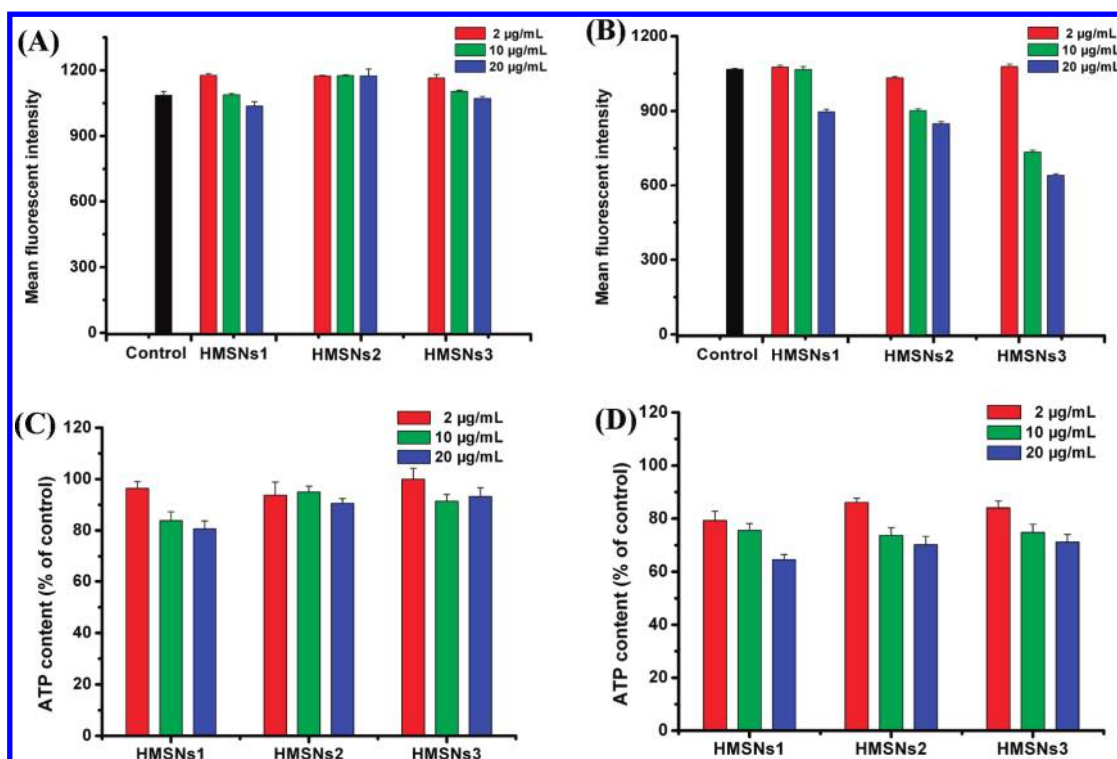 (A)
2 µg/mL
10 µg/mL
20 µg/mL
1200
900
600
300
0
Mean fluorescent intensity
Control HMSNs1 HMSNs2 HMSNs3
(B)
2 µg/mL
10 µg/mL
20 µg/mL
1200
900
600
300
0
Mean fluorescent intensity
Control HMSNs1 HMSNs2 HMSNs3
(C)
2 µg/mL
10 µg/mL
20 µg/mL
120
100
80
60
40
20
0
ATP content (% of control)
HMSNs1 HMSNs2 HMSNs3
(D)
2 µg/mL
10 µg/mL
20 µg/mL
120
100
80
60
40
20
0
ATP content (% of control)
HMSNs1 HMSNs2 HMSNs3